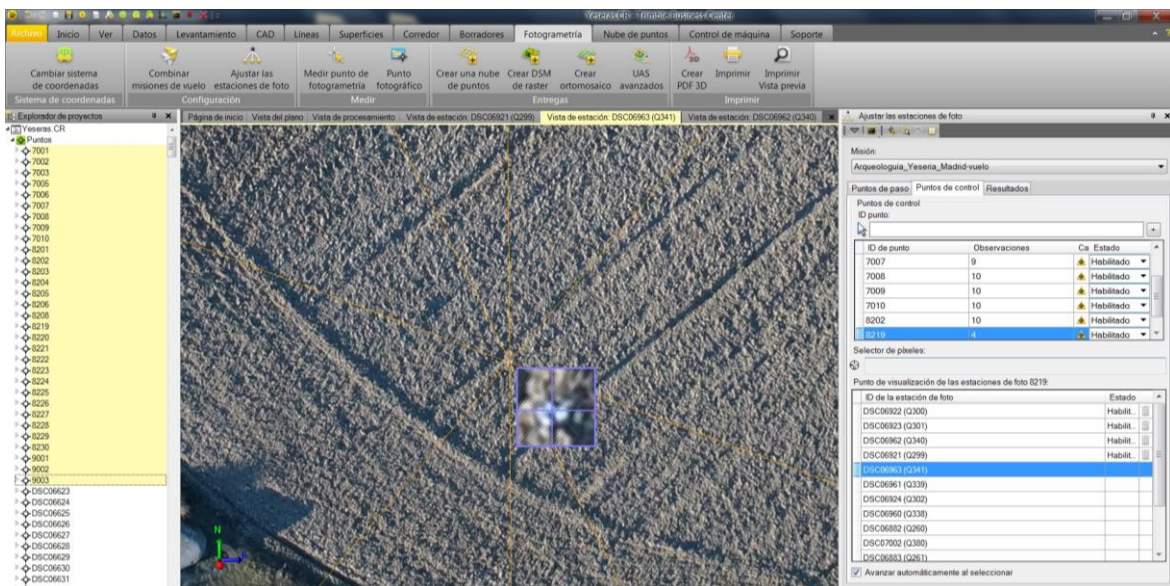 Yeseras.CR - Trimble Business Center
Archivo Inicio Ver Datos Levantamiento CAD Líneas Superficies Corredor Borradores Fotogrametría Nube de puntos Control de máquina Soporte
Cambiar sistema de coordenadas
Combinar misiones de vuelo
Ajustar las estaciones de foto
Medir punto de fotogrametría
Punto fotográfico
Crear una nube de puntos
Crear DSM de raster
Crear ortomosaico
UAS avanzados
Crear PDF 3D
Imprimir
Imprimir Vista previa
Sistema de coordenadas Configuración Medir Entregas Imprimir
Explorador de proyectos
Página de inicio Vista del plano Vista de procesamiento Vista de estación: DSC06921 (Q299) Vista de estación: DSC06963 (Q341) Vista de estación: DSC06962 (Q340)
Yeseras.CR
Puntos
7001
7002
7003
7005
7006
7007
7008
7009
7010
8201
8202
8203
8204
8205
8206
8208
8219
8220
8221
8222
8223
8224
8225
8226
8227
8228
8229
8230
9001
9002
9003
DSC06623
DSC06624
DSC06625
DSC06626
DSC06627
DSC06628
DSC06629
DSC06630
DSC06631
N
Ajustar las estaciones de foto
Misión:
Arqueologuia_Yeseria_Madrid-vuelo
Puntos de paso Puntos de control Resultados
Puntos de control
ID punto:
ID de punto Observaciones Ca Estado
7007 9 Habilitado
7008 10 Habilitado
7009 10 Habilitado
7010 10 Habilitado
8202 10 Habilitado
8219 4 Habilitado
Selector de píxeles:
Punto de visualización de las estaciones de foto 8219:
ID de la estación de foto Estado
DSC06922 (Q300) Habilit..
DSC06923 (Q301) Habilit..
DSC06962 (Q340) Habilit..
DSC06921 (Q299) Habilit..
DSC06963 (Q341)
DSC06961 (Q339)
DSC06924 (Q302)
DSC06960 (Q338)
DSC06882 (Q260)
DSC07002 (Q380)
DSC06883 (Q261)
Avanzar automáticamente al seleccionar